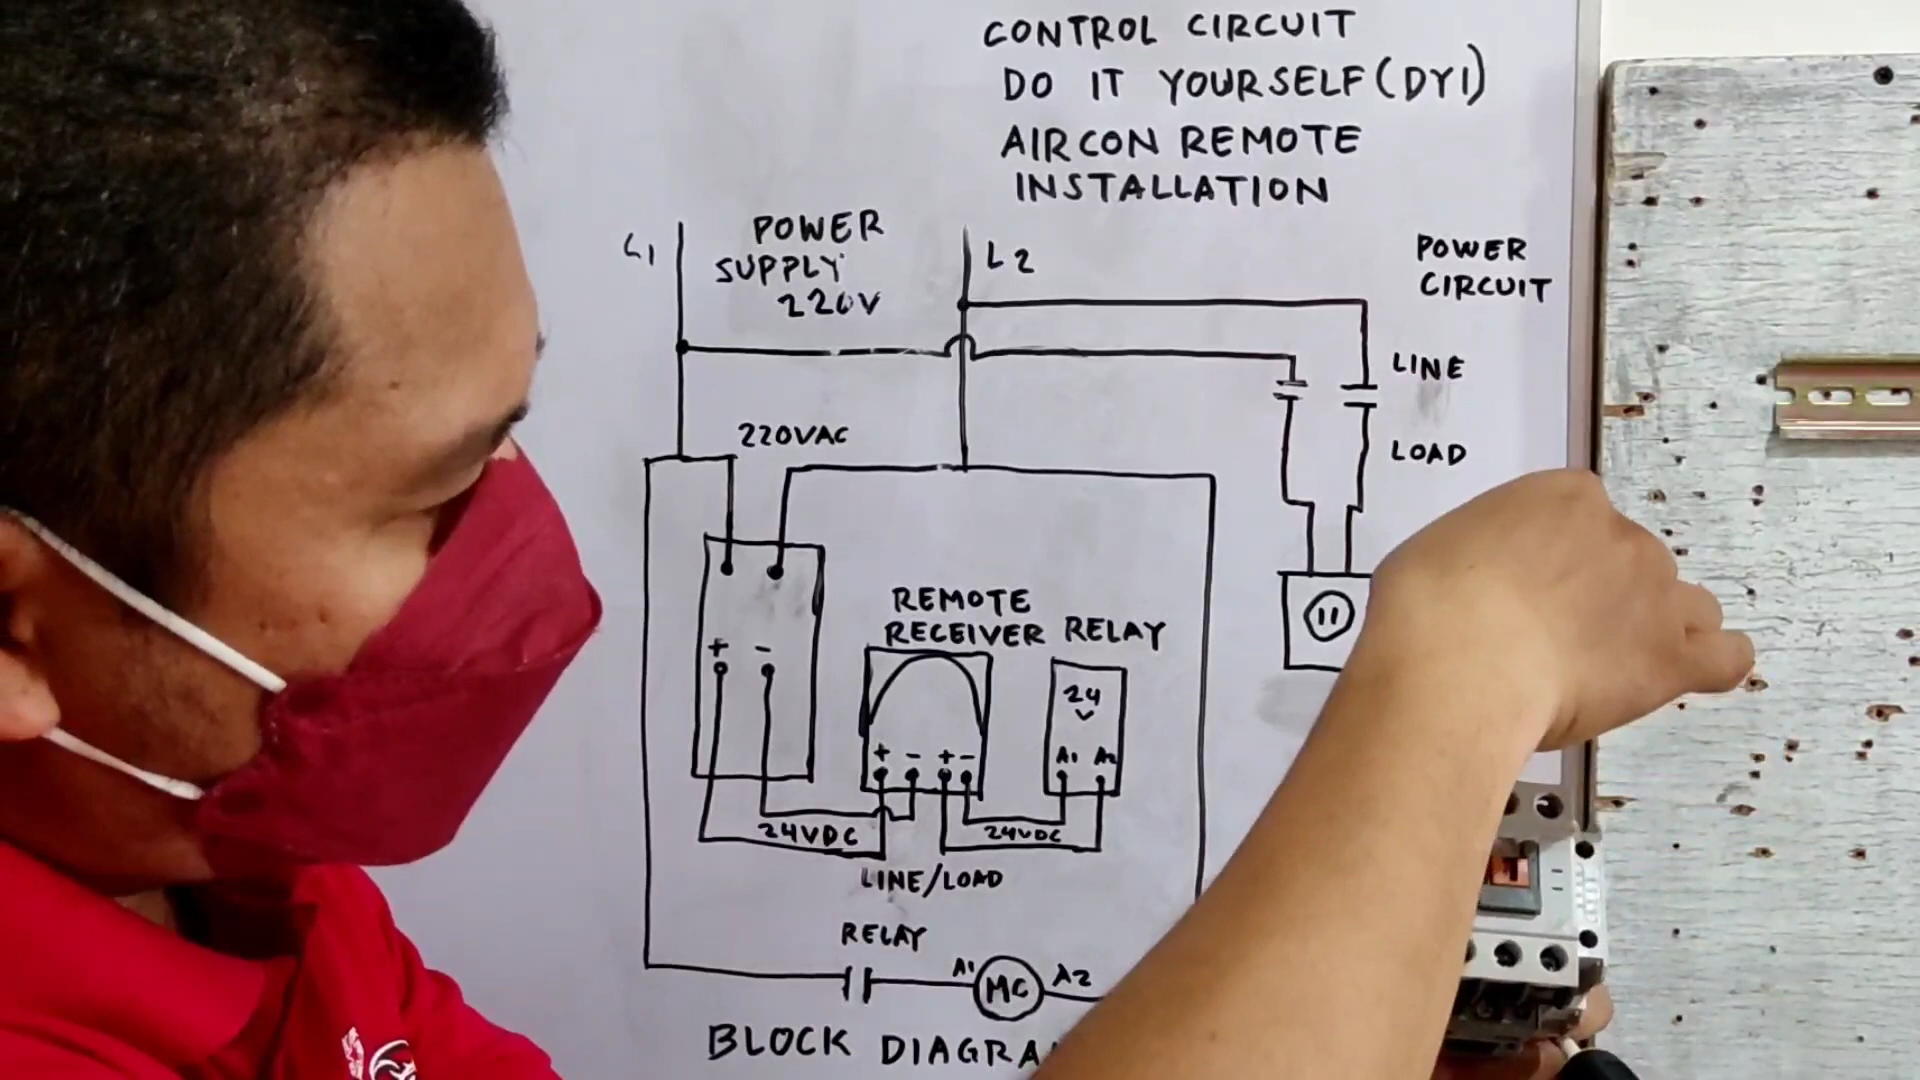 CONTROL CIRCUIT
DO IT YOURSELF (DYI)
AIRCON REMOTE
INSTALLATION
L1
POWER
SUPPLY
220V
L2
POWER
CIRCUIT
LINE
LOAD
220VAC
REMOTE
RECEIVER
RELAY
+ -
24
V
+ - + -
A1 A2
24VDC
24VDC
LINE/LOAD
RELAY
A1 MC A2
BLOCK DIAGRA